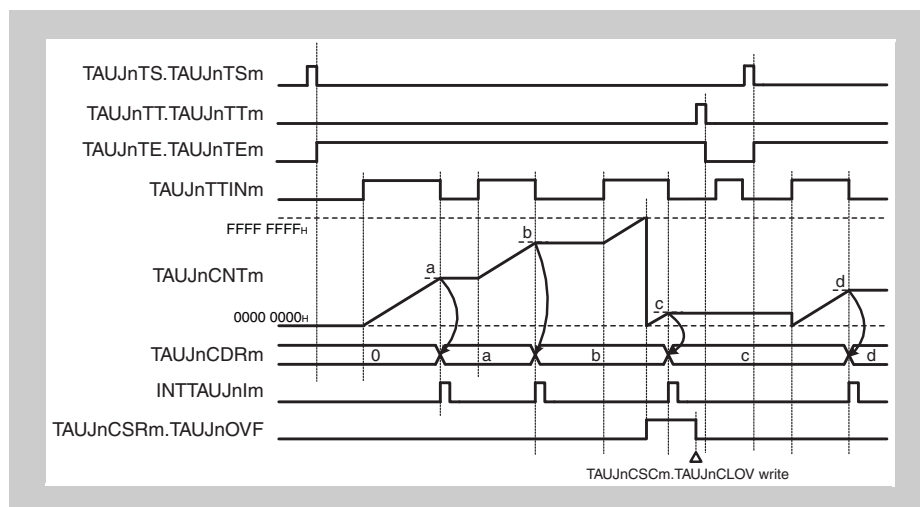 TAUJnTS.TAUJnTSm
TAUJnTT.TAUJnTTm
TAUJnTE.TAUJnTEm
TAUJnTTINm
FFFF FFFFH
TAUJnCNTm
a
b
c
d
0000 0000H
TAUJnCDRm
0
a
b
c
d
INTTAUJnIm
TAUJnCSRm.TAUJnOVF
TAUJnCSCm.TAUJnCLOV write